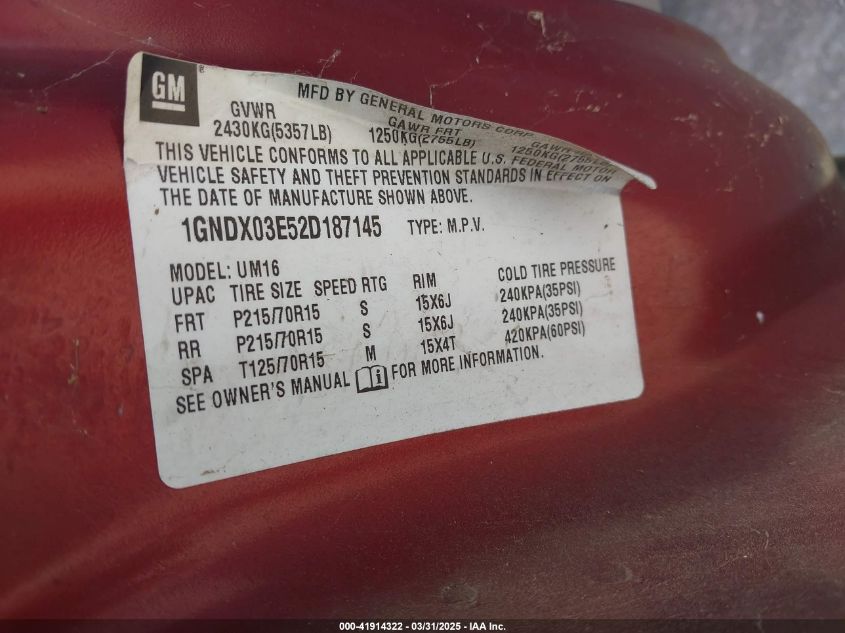 GM
MFD BY GENERAL MOTORS CORP
GVWR GAWR FRT GAWR
2430KG(5357LB) 1250KG(2755LB) 1250KG(2755LB)
THIS VEHICLE CONFORMS TO ALL APPLICABLE U.S. FEDERAL MOTOR
VEHICLE SAFETY AND THEFT PREVENTION STANDARDS IN EFFECT ON
THE DATE OF MANUFACTURE SHOWN ABOVE.
1GNDX03E52D187145 TYPE: M.P.V.
MODEL: UM16
UPAC TIRE SIZE SPEED RTG RIM COLD TIRE PRESSURE
FRT P215/70R15 S 15X6J 240KPA(35PSI)
RR P215/70R15 S 15X6J 240KPA(35PSI)
SPA T125/70R15 M 15X4T 420KPA(60PSI)
SEE OWNER'S MANUAL FOR MORE INFORMATION.
000-41914322 - 03/31/2025 - IAA Inc.